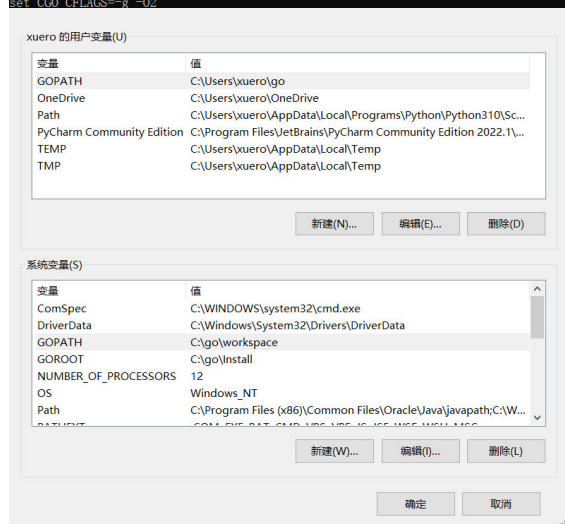 set CGO_CFLAGS=-g -O2
xuero 的用户变量(U)
变量 值
GOPATH C:\Users\xuero\go
OneDrive C:\Users\xuero\OneDrive
Path C:\Users\xuero\AppData\Local\Programs\Python\Python310\Sc...
PyCharm Community Edition C:\Program Files\JetBrains\PyCharm Community Edition 2022.1\...
TEMP C:\Users\xuero\AppData\Local\Temp
TMP C:\Users\xuero\AppData\Local\Temp
新建(N)... 编辑(E)... 删除(D)
系统变量(S)
变量 值
ComSpec C:\WINDOWS\system32\cmd.exe
DriverData C:\Windows\System32\Drivers\DriverData
GOPATH C:\go\workspace
GOROOT C:\go\Install
NUMBER_OF_PROCESSORS 12
OS Windows_NT
Path C:\Program Files (x86)\Common Files\Oracle\Java\javapath;C:\W...
新建(W)... 编辑(I)... 删除(L)
确定 取消